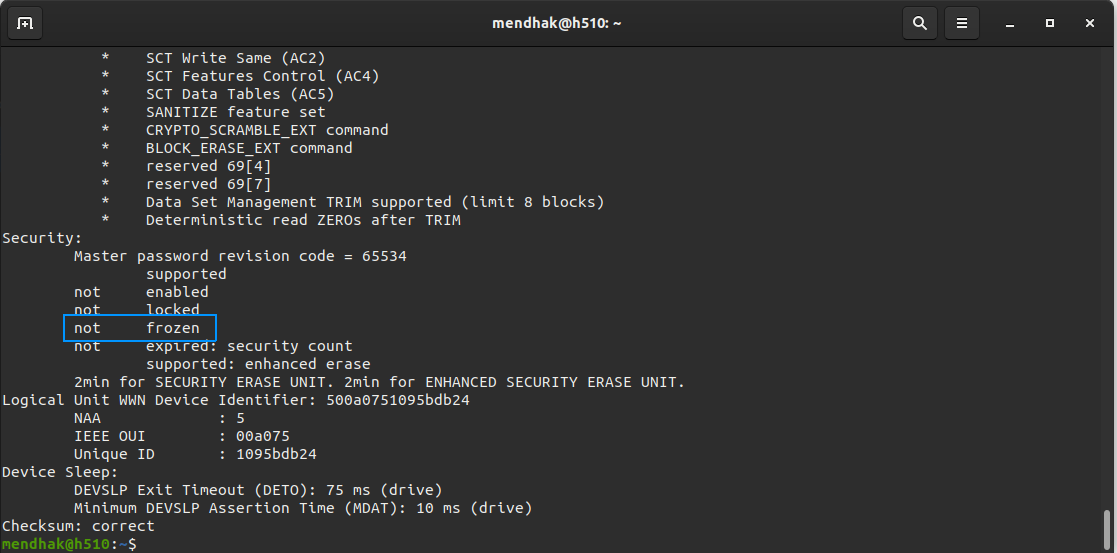 mendhak@h510: ~
* SCT Write Same (AC2)
* SCT Features Control (AC4)
* SCT Data Tables (AC5)
* SANITIZE feature set
* CRYPTO_SCRAMBLE_EXT command
* BLOCK_ERASE_EXT command
* reserved 69[4]
* reserved 69[7]
* Data Set Management TRIM supported (limit 8 blocks)
* Deterministic read ZEROs after TRIM
Security:
Master password revision code = 65534
supported
not enabled
not locked
not frozen
not expired: security count
supported: enhanced erase
2min for SECURITY ERASE UNIT. 2min for ENHANCED SECURITY ERASE UNIT.
Logical Unit WWN Device Identifier: 500a0751095bdb24
NAA : 5
IEEE OUI : 00a075
Unique ID : 1095bdb24
Device Sleep:
DEVSLP Exit Timeout (DETO): 75 ms (drive)
Minimum DEVSLP Assertion Time (MDAT): 10 ms (drive)
Checksum: correct
mendhak@h510:~$